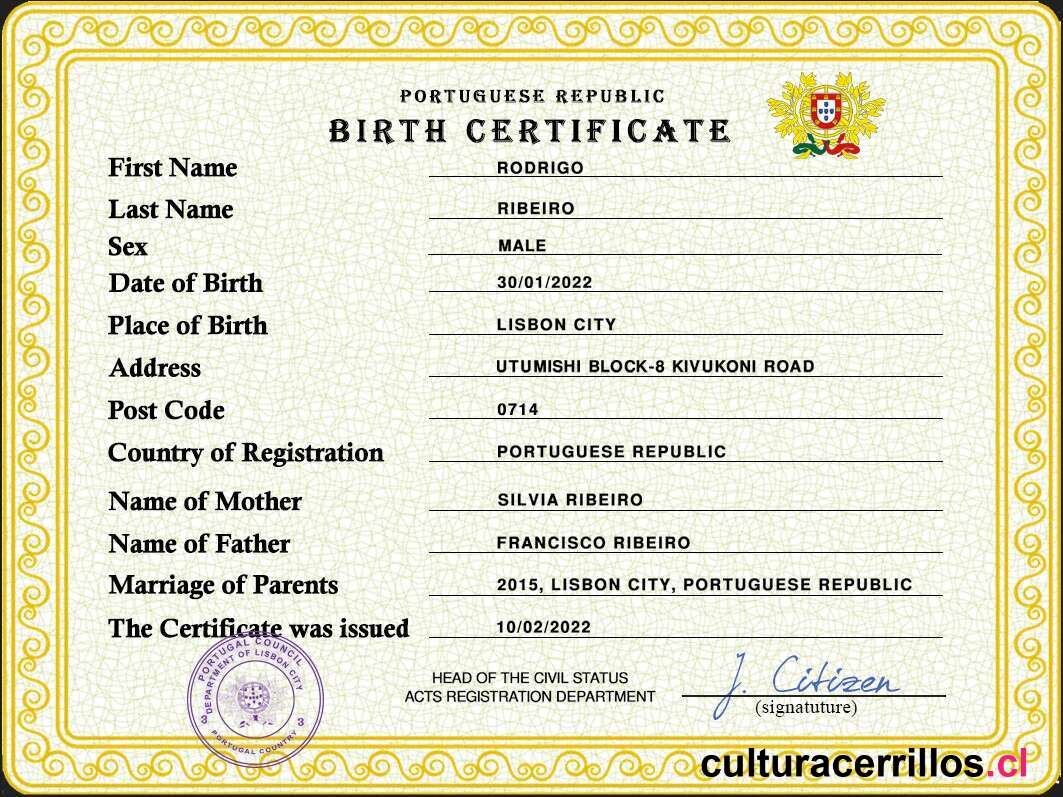 PORTUGUESE REPUBLIC
BIRTH CERTIFICATE
First Name RODRIGO
Last Name RIBEIRO
Sex MALE
Date of Birth 30/01/2022
Place of Birth LISBON CITY
Address UTUMISHI BLOCK-8 KIVUKONI ROAD
Post Code 0714
Country of Registration PORTUGUESE REPUBLIC
Name of Mother SILVIA RIBEIRO
Name of Father FRANCISCO RIBEIRO
Marriage of Parents 2015, LISBON CITY, PORTUGUESE REPUBLIC
The Certificate was issued 10/02/2022
PORTUGAL COUNCIL
DEPARTMENT OF LISBON CITY
3 3
PORTUGAL COUNTRY
HEAD OF THE CIVIL STATUS
ACTS REGISTRATION DEPARTMENT
J. Citizen
(signatuture)
culturacerrillos.cl